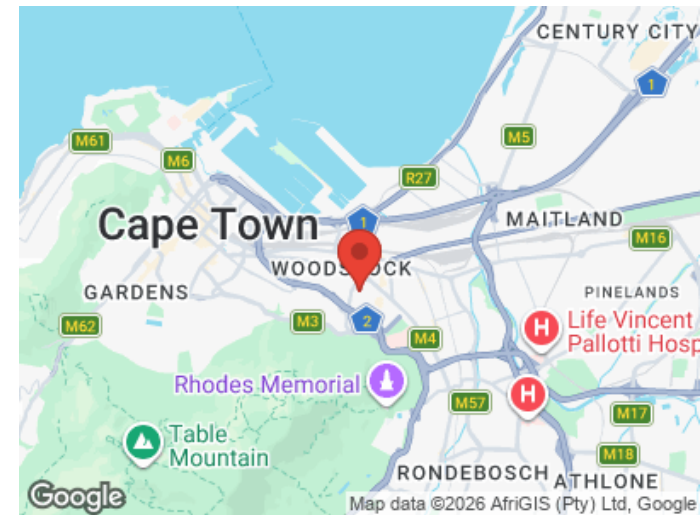 CENTURY CITY
1
M5
M61
M6
R27
1
Cape Town
MAITLAND
M16
WOODSTOCK
GARDENS
PINELANDS
M62
M3
2
M4
H
Life Vincent
Pallotti Hosp
Rhodes Memorial
H
M57
M17
Table
Mountain
M18
RONDEBOSCH
ATHLONE
Google
Map data ©2026 AfriGIS (Pty) Ltd, Google